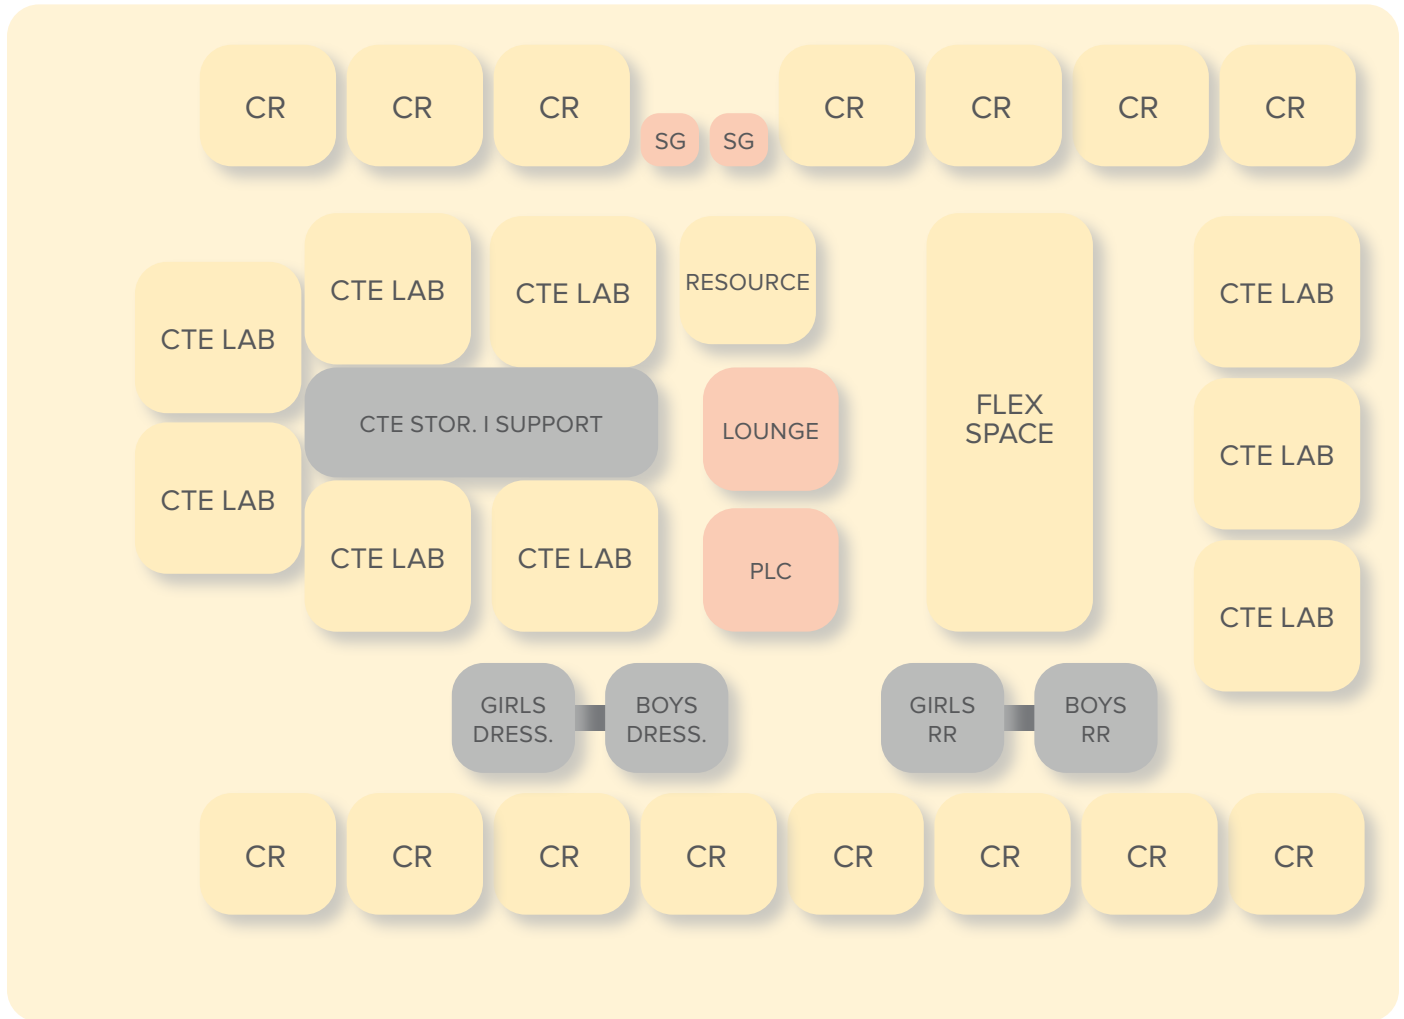 CR
CR
CR
SG
SG
CR
CR
CR
CR
CTE LAB
CTE LAB
CTE LAB
RESOURCE
CTE LAB
CTE LAB
CTE STOR. I SUPPORT
LOUNGE
FLEX
SPACE
CTE LAB
CTE LAB
CTE LAB
PLC
CTE LAB
GIRLS
DRESS.
BOYS
DRESS.
GIRLS
RR
BOYS
RR
CR
CR
CR
CR
CR
CR
CR
CR